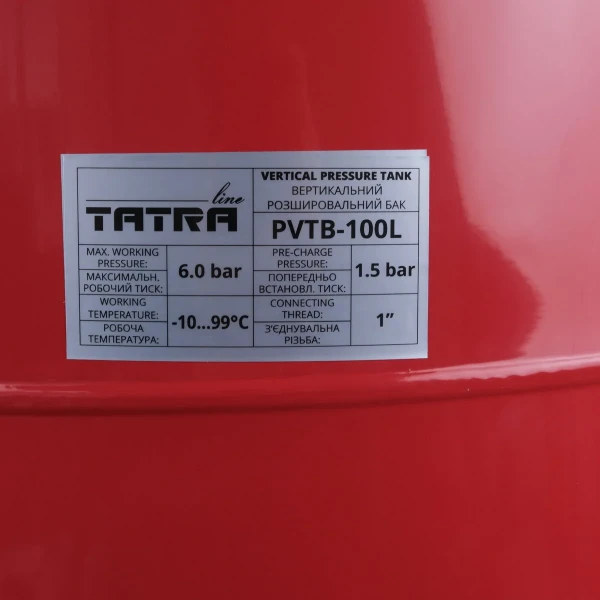 TATRA line
VERTICAL PRESSURE TANK
ВЕРТИКАЛЬНИЙ
РОЗШИРОВАЛЬНИЙ БАК
PVTB-100L
MAX. WORKING
PRESSURE:
МАКСИМАЛЬН.
РОБОЧИЙ ТИСК:
6.0 bar
PRE-CHARGE
PRESSURE:
ПОПЕРЕДНЬО
ВСТАНОВЛ. ТИСК:
1.5 bar
WORKING
TEMPERATURE:
РОБОЧА
ТЕМПЕРАТУРА:
-10...99°C
CONNECTING
THREAD:
З'ЄДНУВАЛЬНА
РІЗЬБА:
1”